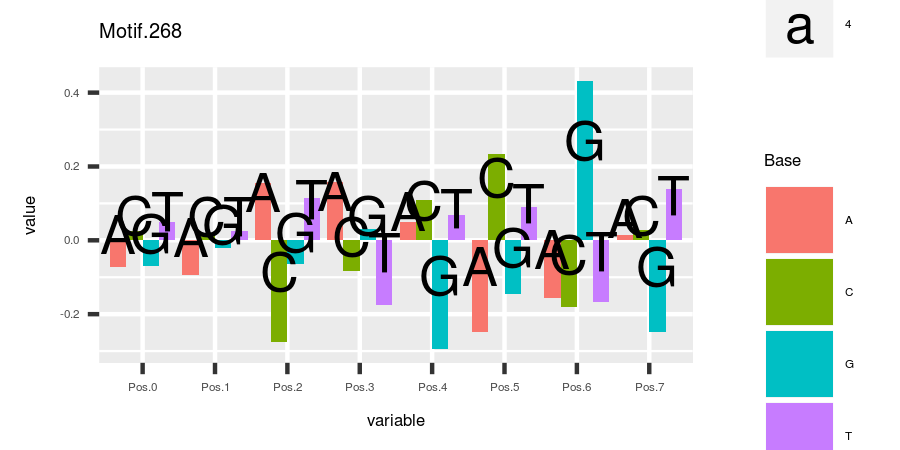 Motif.268
a 4
value
0.4
0.2
0.0
-0.2
A C G T A C G T A C G T A C G T A C G T A C G T A C G T A C G T
Pos.0 Pos.1 Pos.2 Pos.3 Pos.4 Pos.5 Pos.6 Pos.7
variable
Base
A
C
G
T